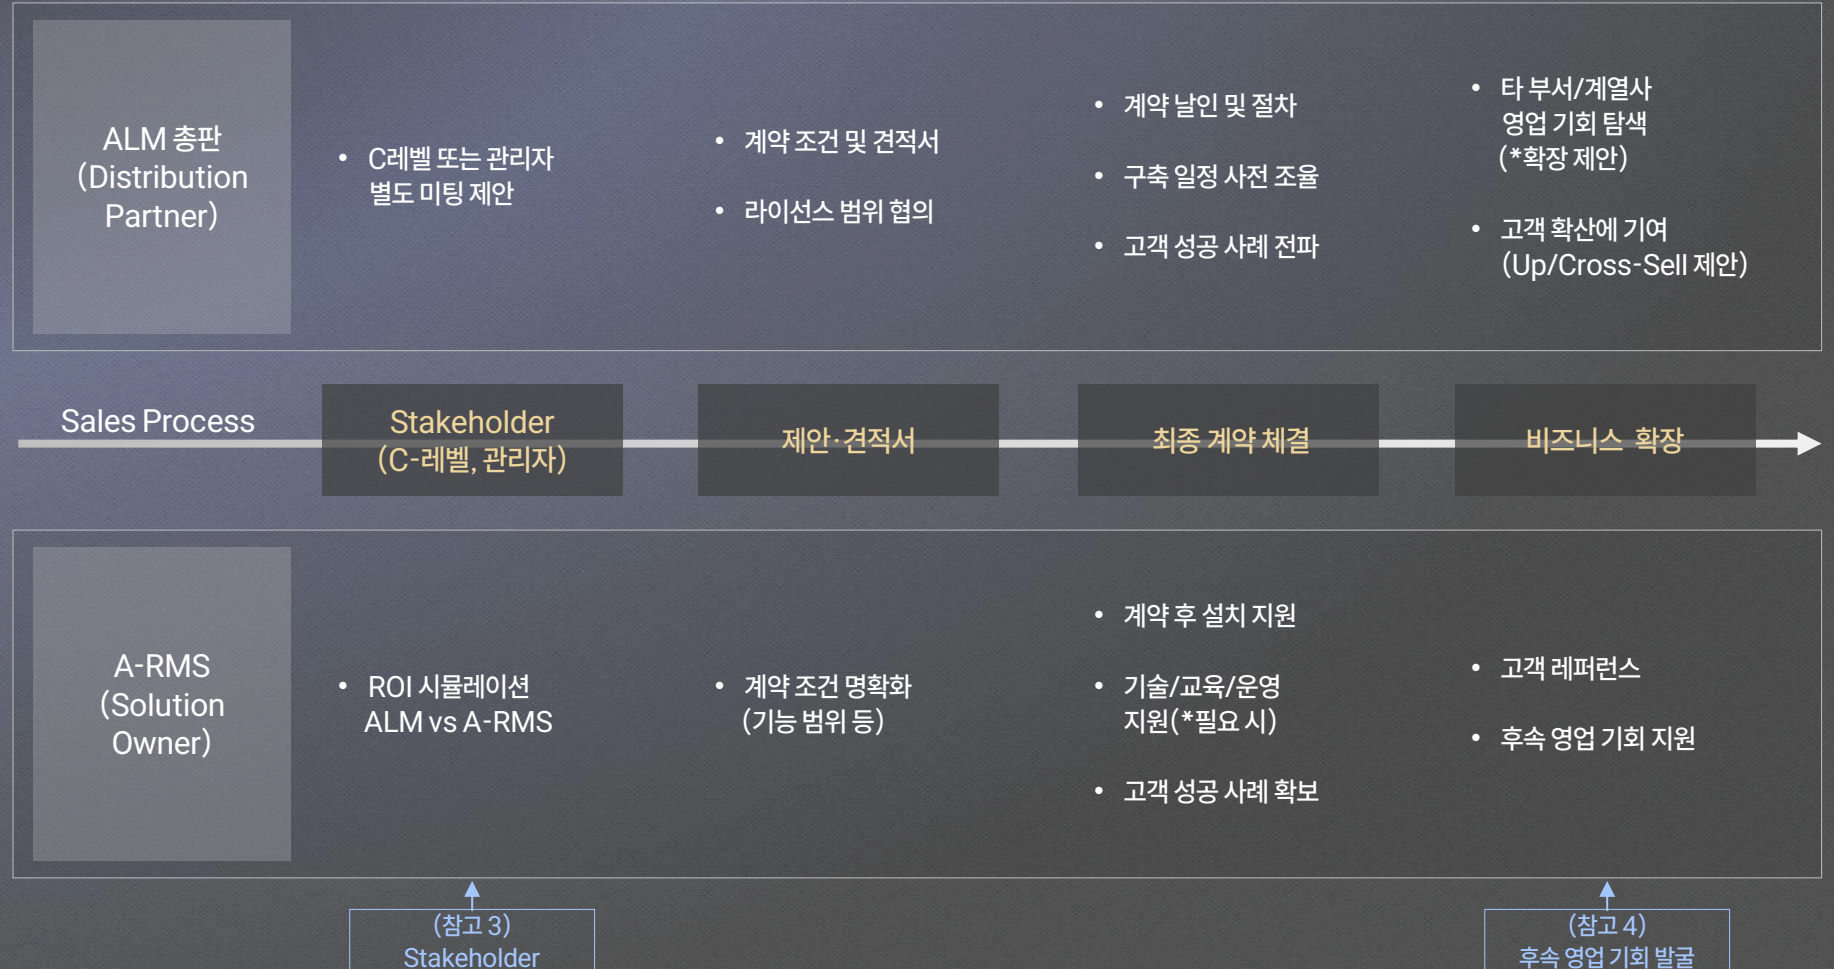 ALM 총판
(Distribution
Partner)
• C레벨 또는 관리자
별도 미팅 제안
• 계약 조건 및 견적서
• 라이선스 범위 협의
• 계약 날인 및 절차
• 구축 일정 사전 조율
• 고객 성공 사례 전파
• 타 부서/계열사
영업 기회 탐색
(*확장 제안)
• 고객 확산에 기여
(Up/Cross-Sell 제안)
Sales Process
Stakeholder
(C-레벨, 관리자)
제안·견적서
최종 계약 체결
비즈니스 확장
A-RMS
(Solution
Owner)
• ROI 시뮬레이션
ALM vs A-RMS
• 계약 조건 명확화
(기능 범위 등)
• 계약 후 설치 지원
• 기술/교육/운영
지원(*필요 시)
• 고객 성공 사례 확보
• 고객 레퍼런스
• 후속 영업 기회 지원
(참고 3)
Stakeholder
(참고 4)
후속 영업 기회 발굴